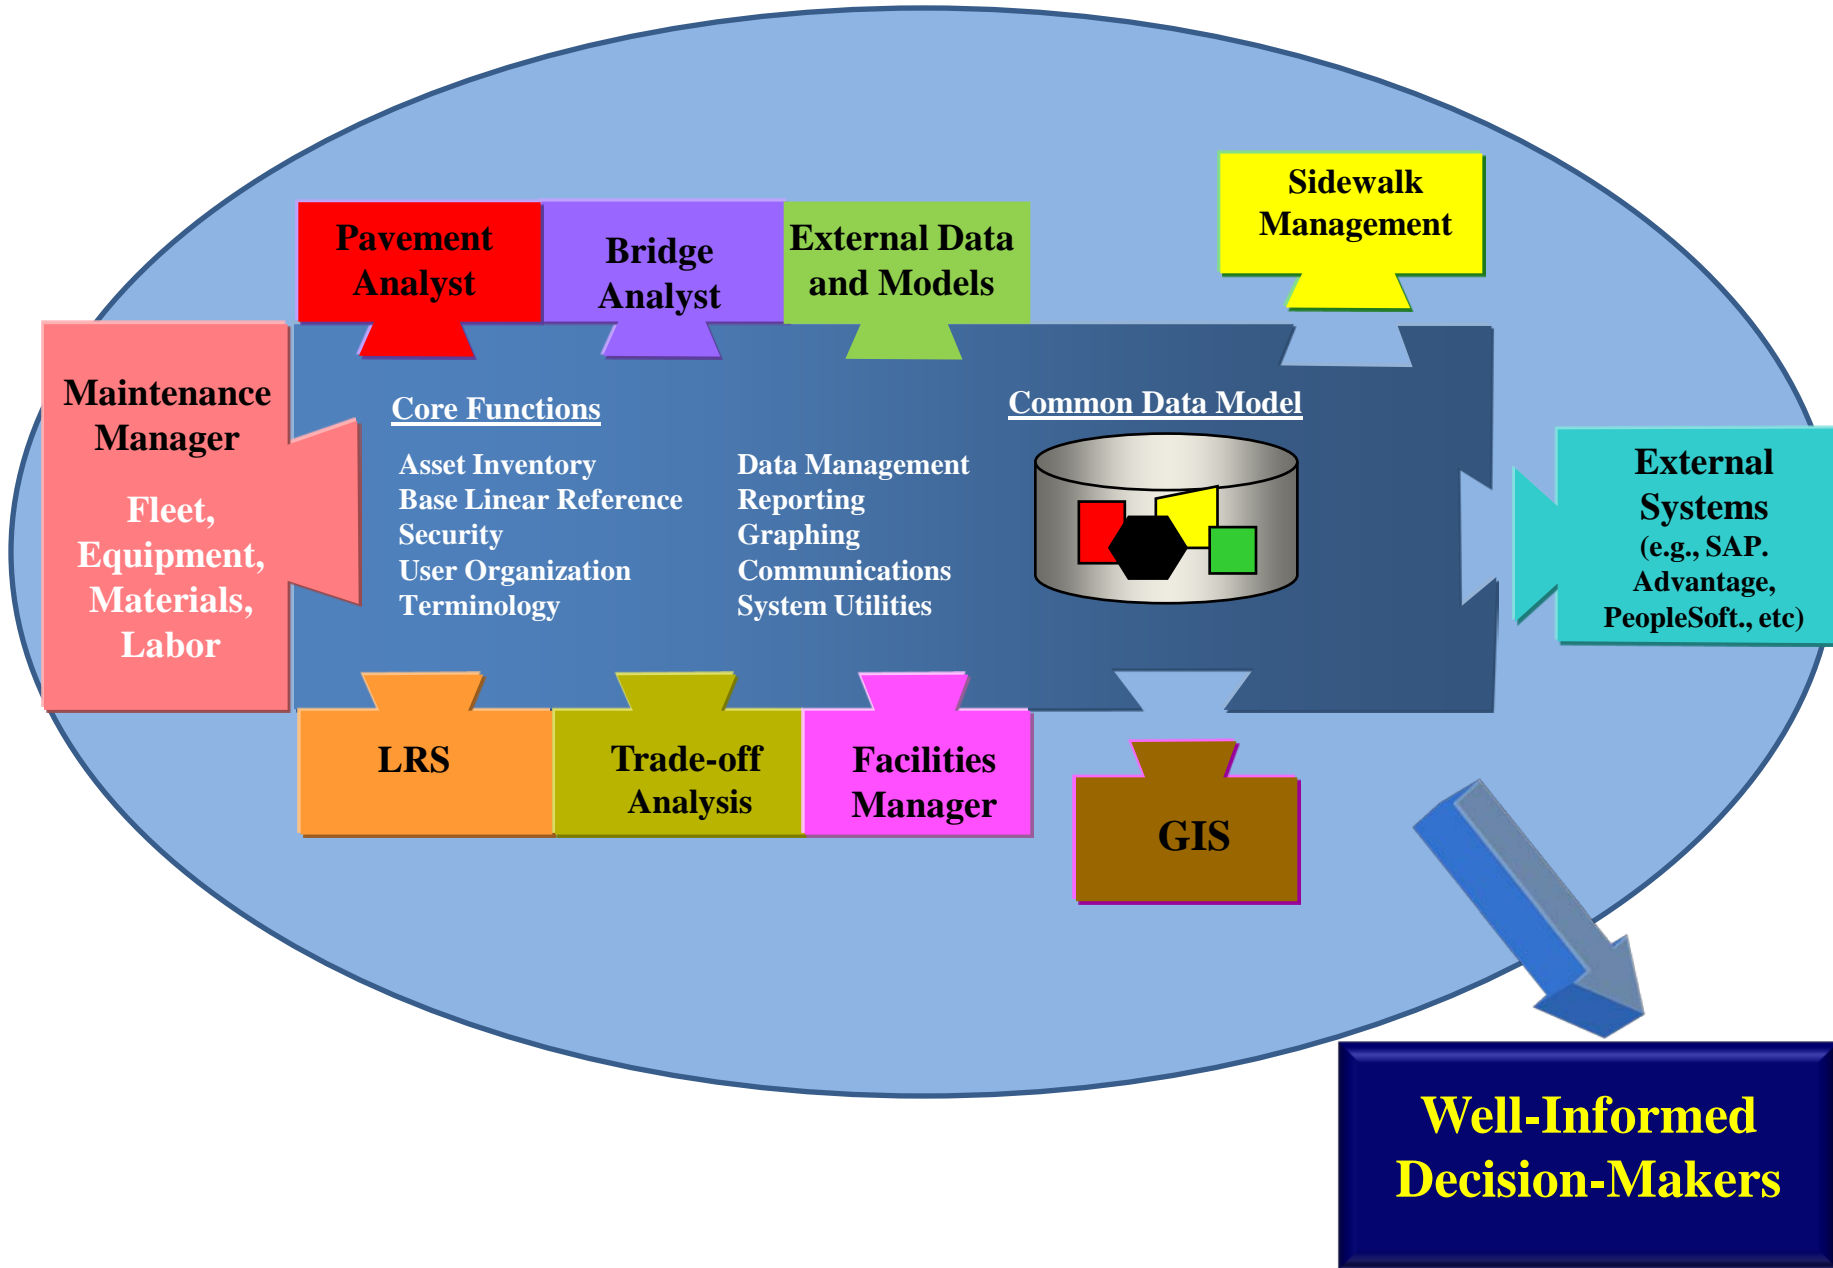 Sidewalk
Management
Pavement
Analyst
Bridge
Analyst
External Data
and Models
Maintenance
Manager
Fleet,
Equipment,
Materials,
Labor
Core Functions
Asset Inventory
Base Linear Reference
Security
User Organization
Terminology
Data Management
Reporting
Graphing
Communications
System Utilities
Common Data Model
External
Systems
(e.g., SAP.
Advantage,
PeopleSoft., etc)
LRS
Trade-off
Analysis
Facilities
Manager
GIS
Well-Informed
Decision-Makers